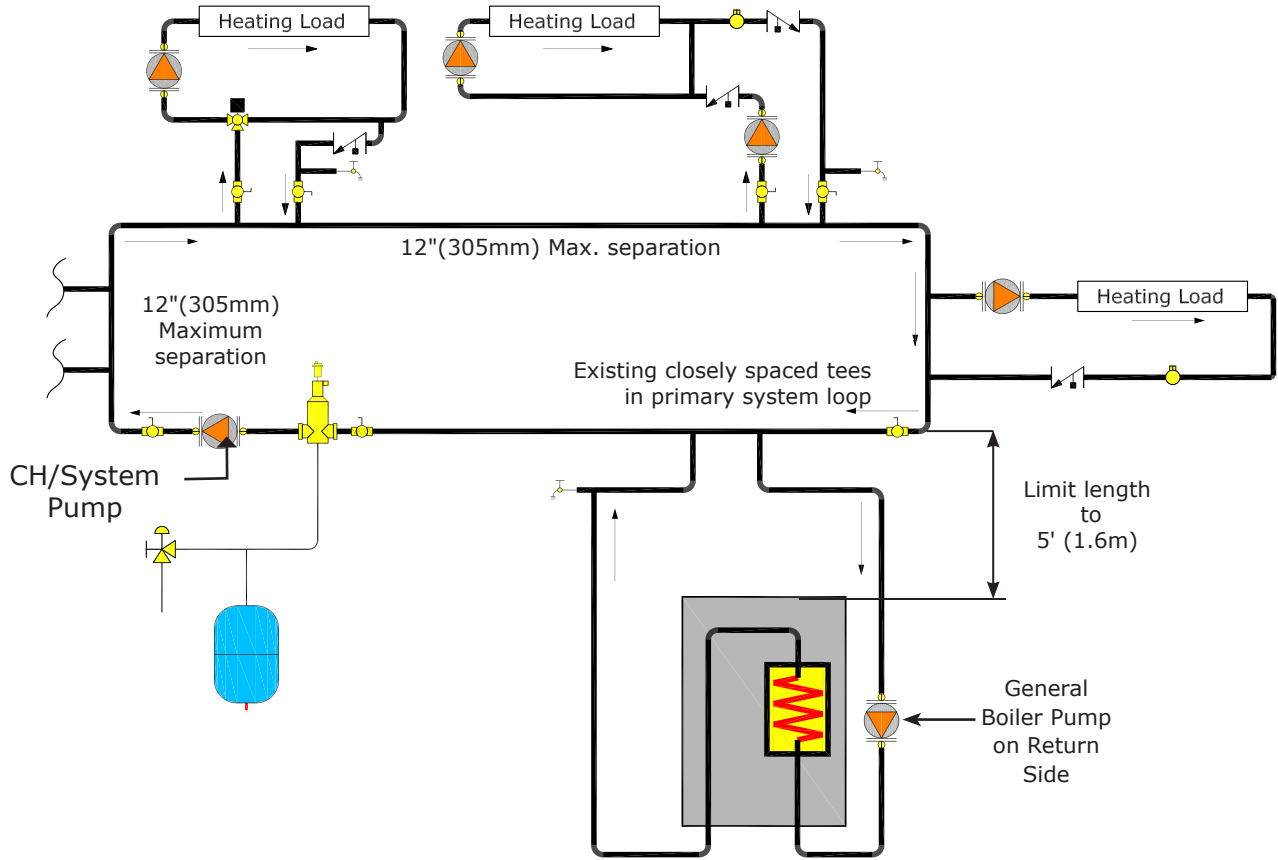 Heating Load
Heating Load
12"(305mm) Max. separation
12"(305mm)
Maximum
separation
Heating Load
Existing closely spaced tees
in primary system loop
CH/System
Pump
Limit length
to
5' (1.6m)
General
Boiler Pump
on Return
Side